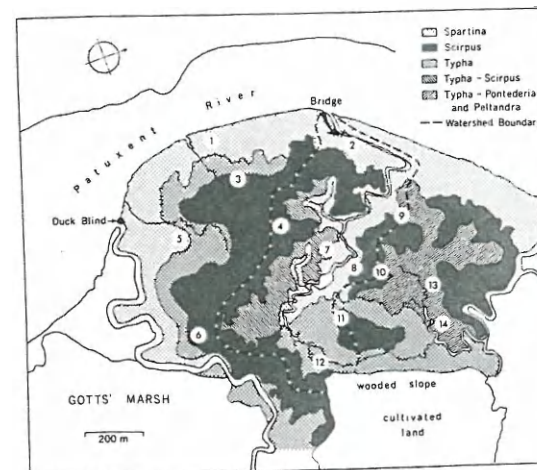 Spartina
Scirpus
Typha
Typha - Scirpus
Typha - Pontederia
and Peltandra
Watershed Boundary
Patuxent River
Bridge
Duck Blind
1
2
3
4
5
6
7
8
9
10
11
12
13
14
wooded slope
GOTTS' MARSH
cultivated
land
200 m